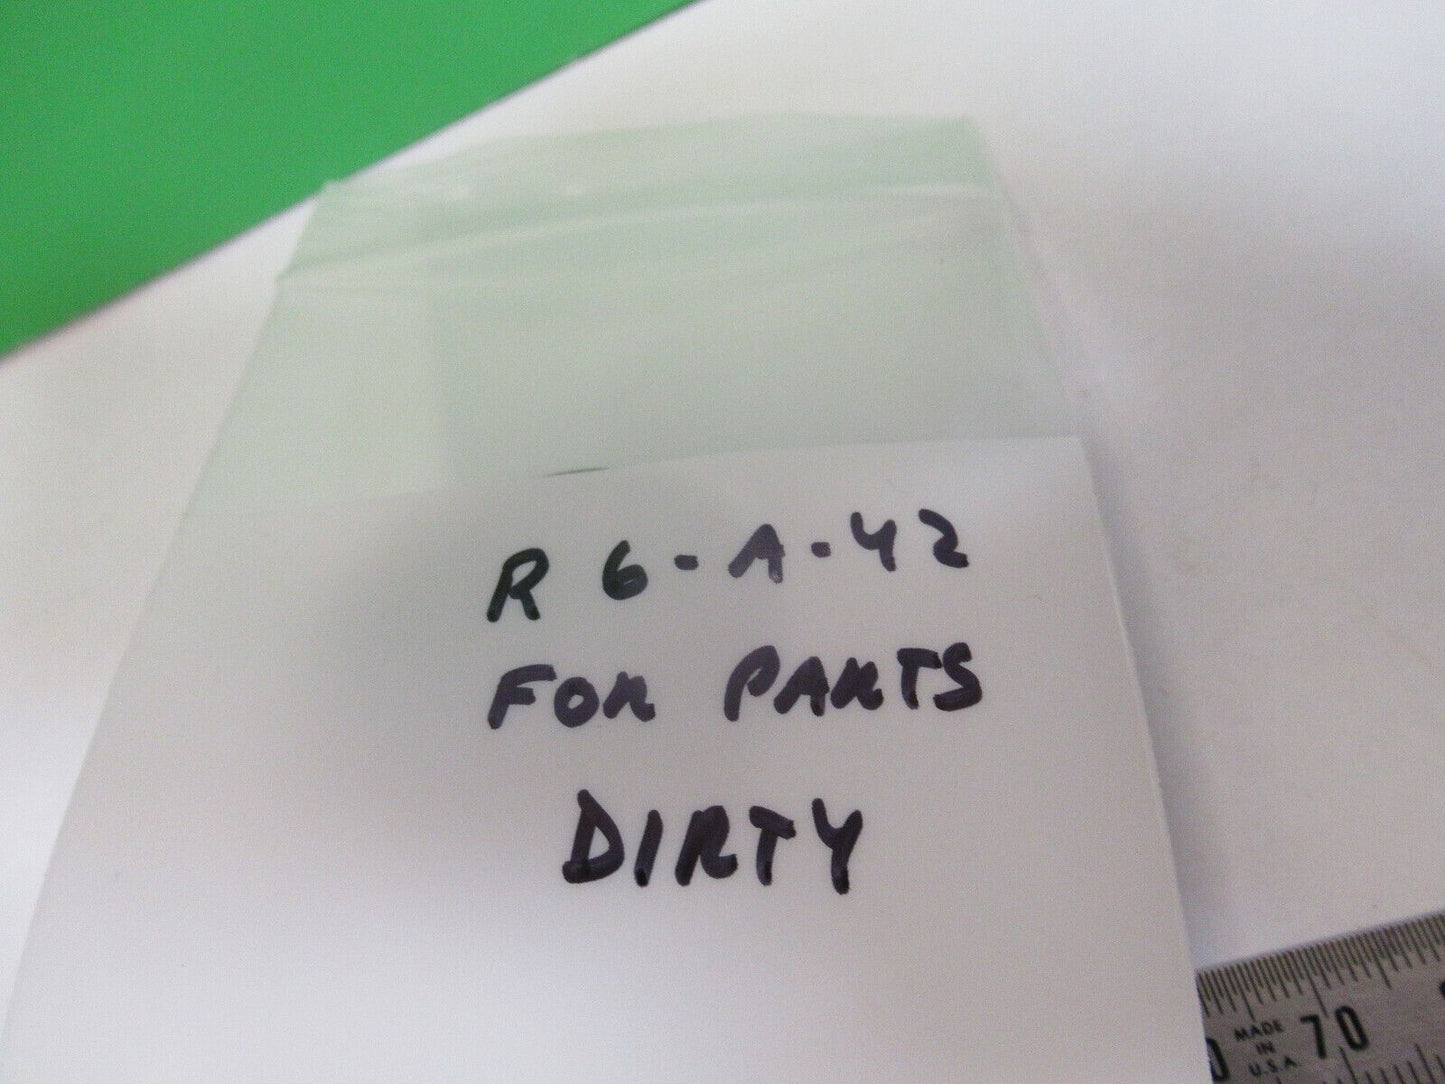 R 6-A-42
FOR PARTS
DIRTY
MADE
IN
U.S.A
70